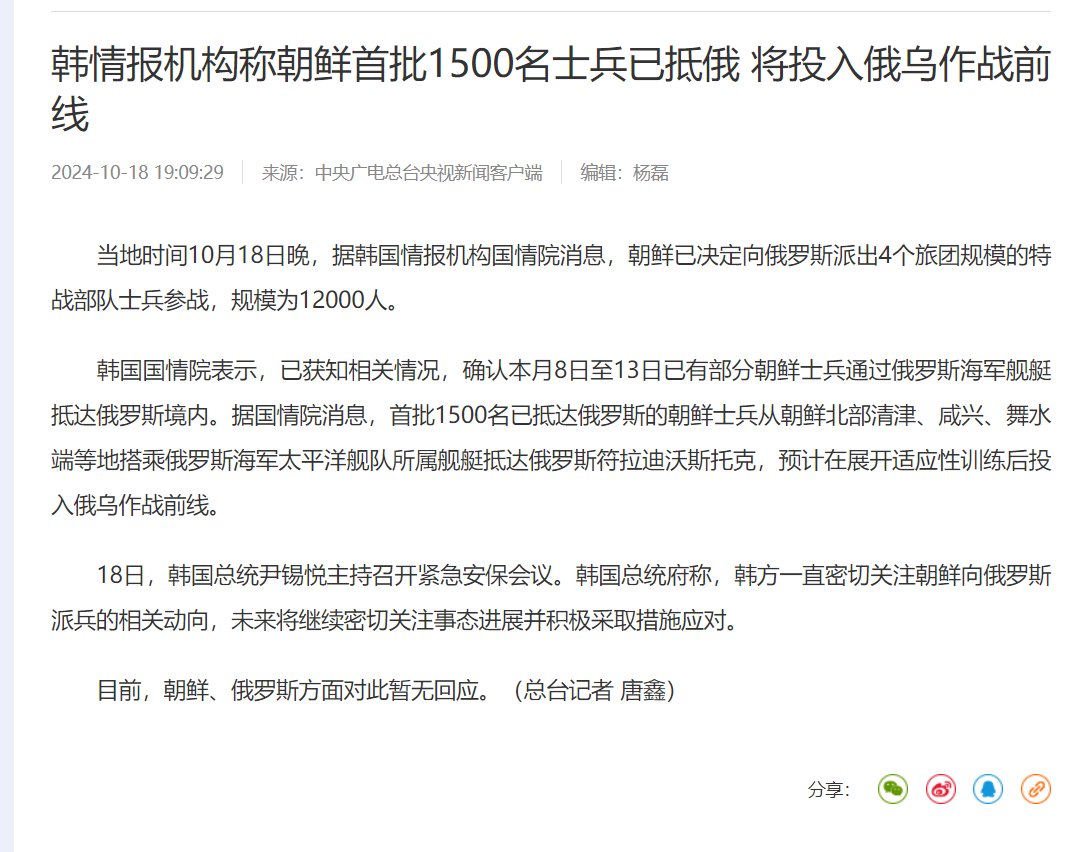 韩情报机构称朝鲜首批1500名士兵已抵俄 将投入俄乌作战前
线
2024-10-18 19:09:29 来源：中央广电总台央视新闻客户端 编辑：杨磊
当地时间10月18日晚，据韩国情报机构国情院消息，朝鲜已决定向俄罗斯派出4个旅团规模的特
战部队士兵参战，规模为12000人。
韩国国情院表示，已获知相关情况，确认本月8日至13日已有部分朝鲜士兵通过俄罗斯海军舰艇
抵达俄罗斯境内。据国情院消息，首批1500名已抵达俄罗斯的朝鲜士兵从朝鲜北部清津、咸兴、舞水
端等地搭乘俄罗斯海军太平洋舰队所属舰艇抵达俄罗斯符拉迪沃斯托克，预计在展开适应性训练后投
入俄乌作战前线。
18日，韩国总统尹锡悦主持召开紧急安保会议。韩国总统府称，韩方一直密切关注朝鲜向俄罗斯
派兵的相关动向，未来将继续密切关注事态进展并积极采取措施应对。
目前，朝鲜、俄罗斯方面对此暂无回应。（总台记者 唐鑫）
分享：